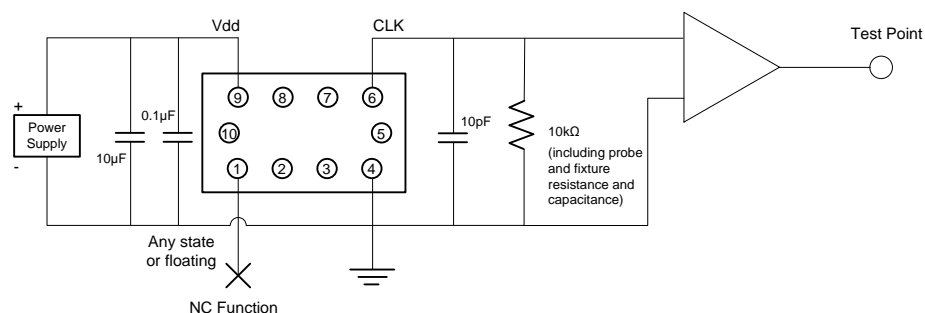 Vdd
CLK
Test Point
+
Power
Supply
-
10µF
0.1µF
9
8
7
6
10
5
1
2
3
4
10pF
10kΩ
(including probe
and fixture
resistance and
capacitance)
Any state
or floating
NC Function